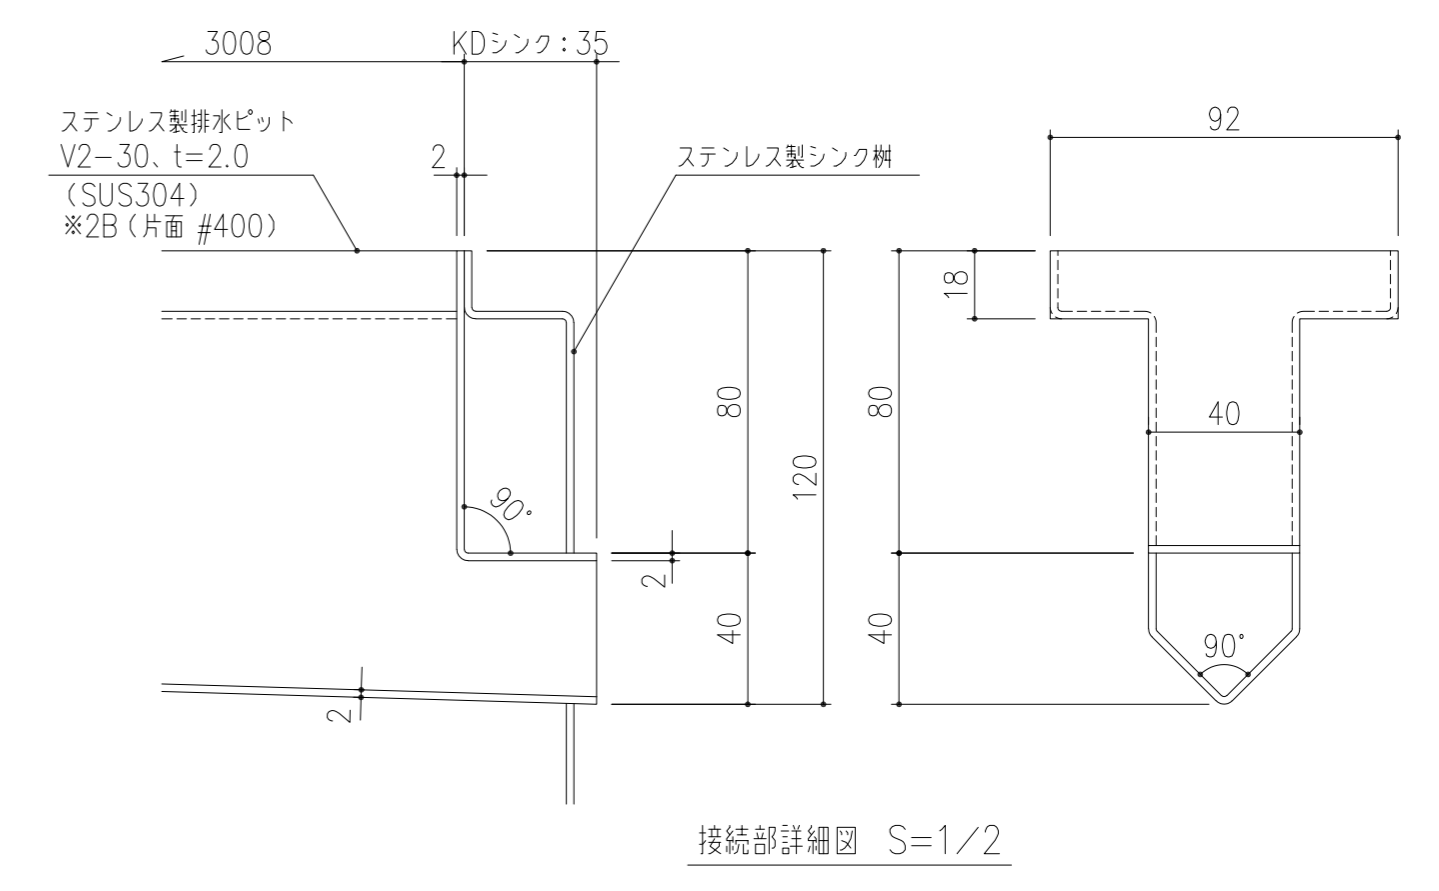 3008
KDシンク：35
ステンレス製排水ピット
V2-30、t=2.0
（SUS304）
※2B（片面 #400）
2
ステンレス製シンク桝
92
18
80
120
80
40
90°
2
40
40
90°
2
接続部詳細図 S=1/2